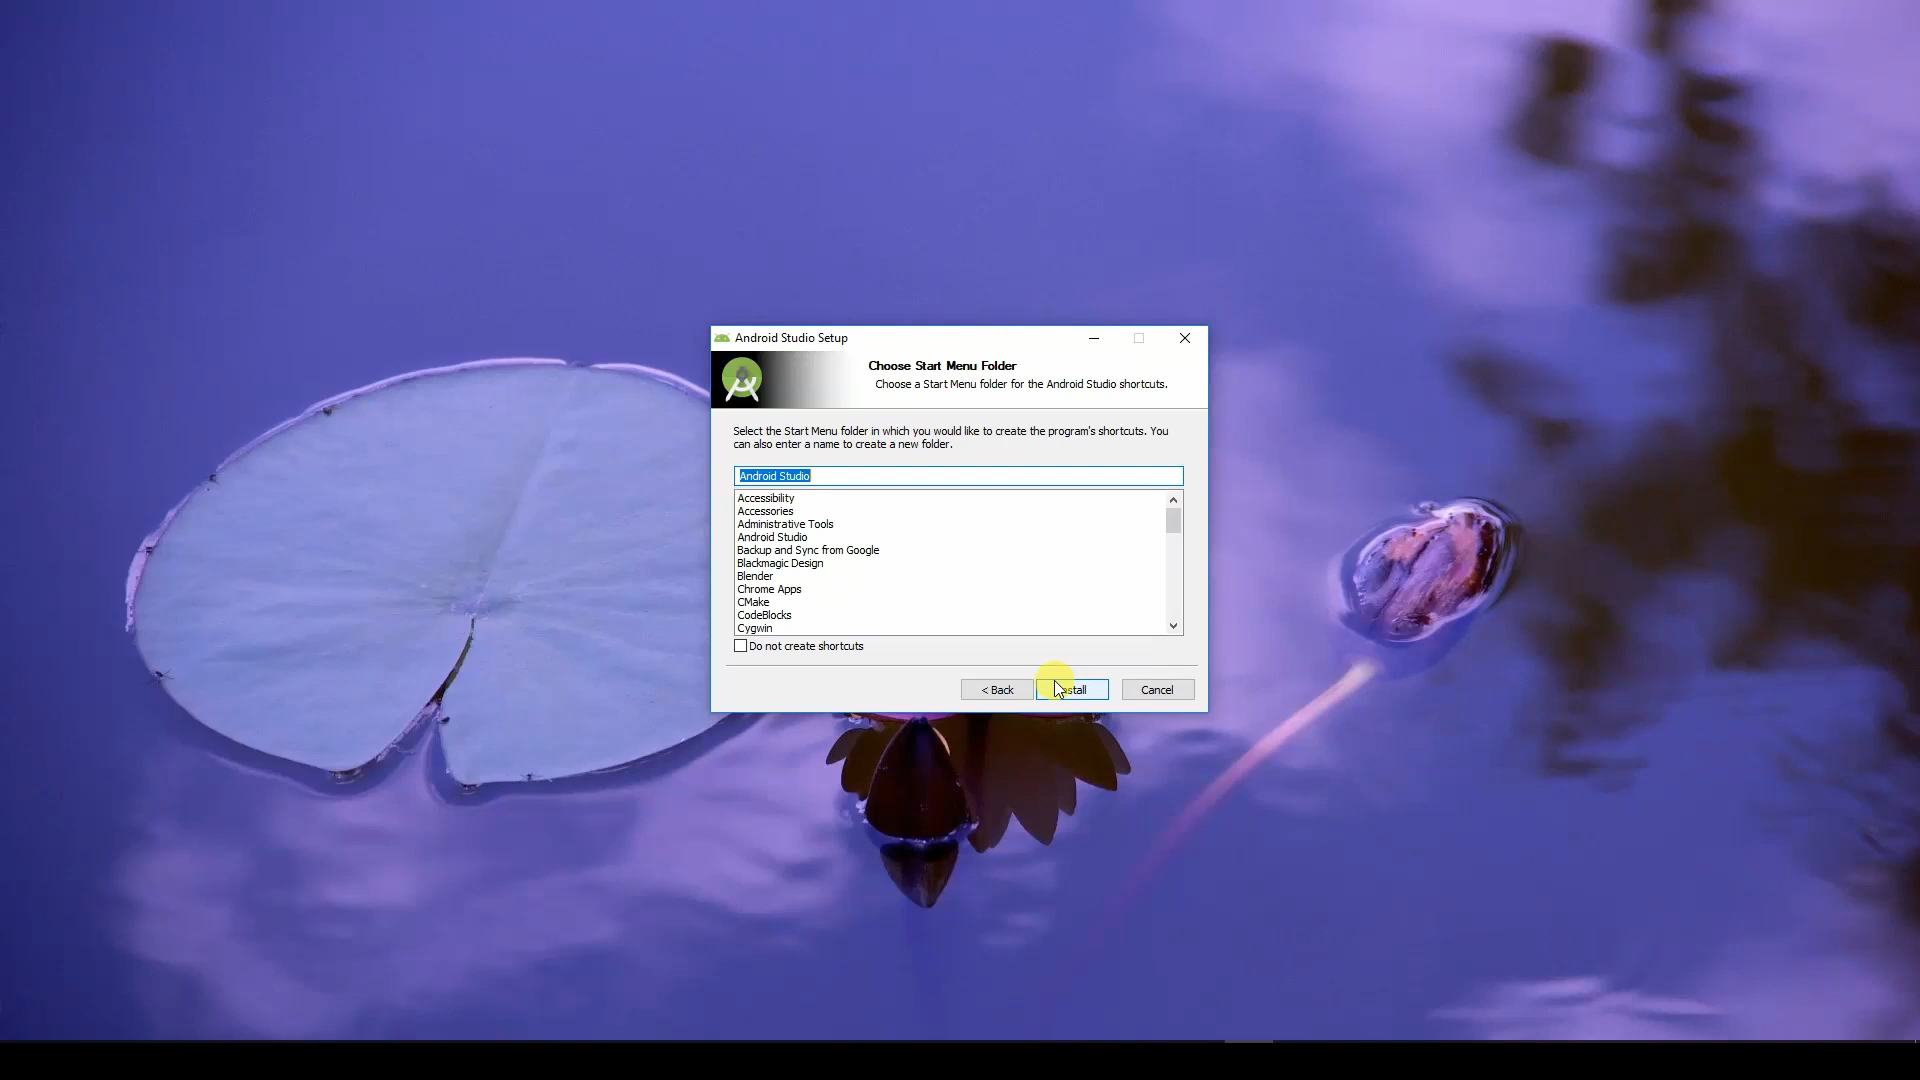 Android Studio Setup
Choose Start Menu Folder
Choose a Start Menu folder for the Android Studio shortcuts.
Select the Start Menu folder in which you would like to create the program's shortcuts. You
can also enter a name to create a new folder.
Android Studio
Accessibility
Accessories
Administrative Tools
Android Studio
Backup and Sync from Google
Blackmagic Design
Blender
Chrome Apps
CMake
CodeBlocks
Cygwin
Do not create shortcuts
< Back
Cancel